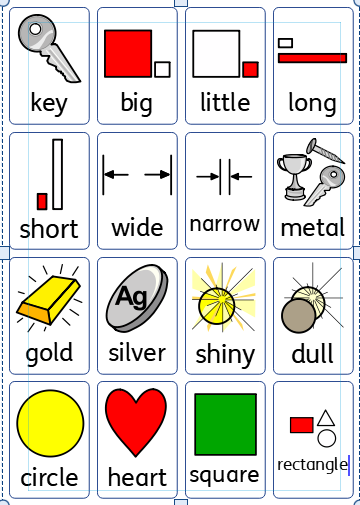 key big little long
short wide narrow metal
Ag
gold silver shiny dull
circle heart square rectangle